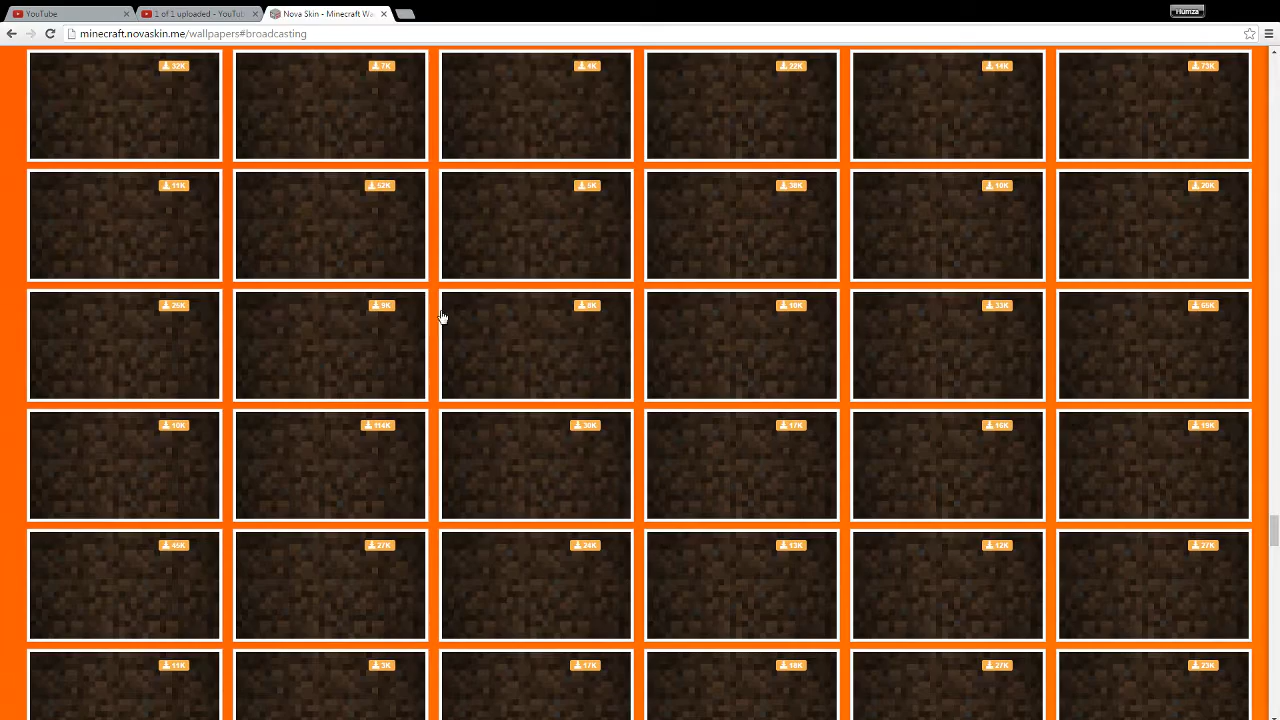 YouTube
1 of 1 uploaded - YouTu
Nova Skin - Minecraft Wa
Humza
minecraft.novaskin.me/wallpapers#broadcasting
32K 7K 4K 22K 14K 73K
11K 62K 6K 38K 10K 20K
25K 9K 8K 10K 33K 65K
10K 114K 30K 17K 16K 19K
45K 27K 24K 13K 12K 27K
11K 3K 17K 18K 27K 23K